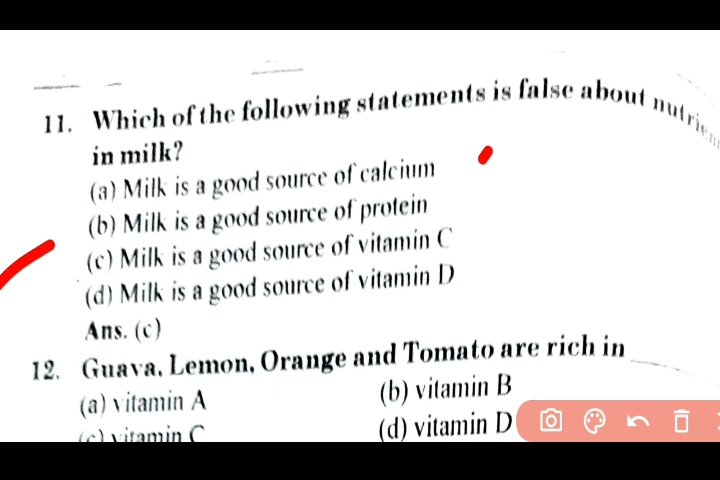 11. Which of the following statements is false about nutrien
in milk?
(a) Milk is a good source of calcium
(b) Milk is a good source of protein
(c) Milk is a good source of vitamin C
(d) Milk is a good source of vitamin D
Ans. (c)
12. Guava, Lemon, Orange and Tomato are rich in
(a) vitamin A (b) vitamin B
(c) vitamin C (d) vitamin D